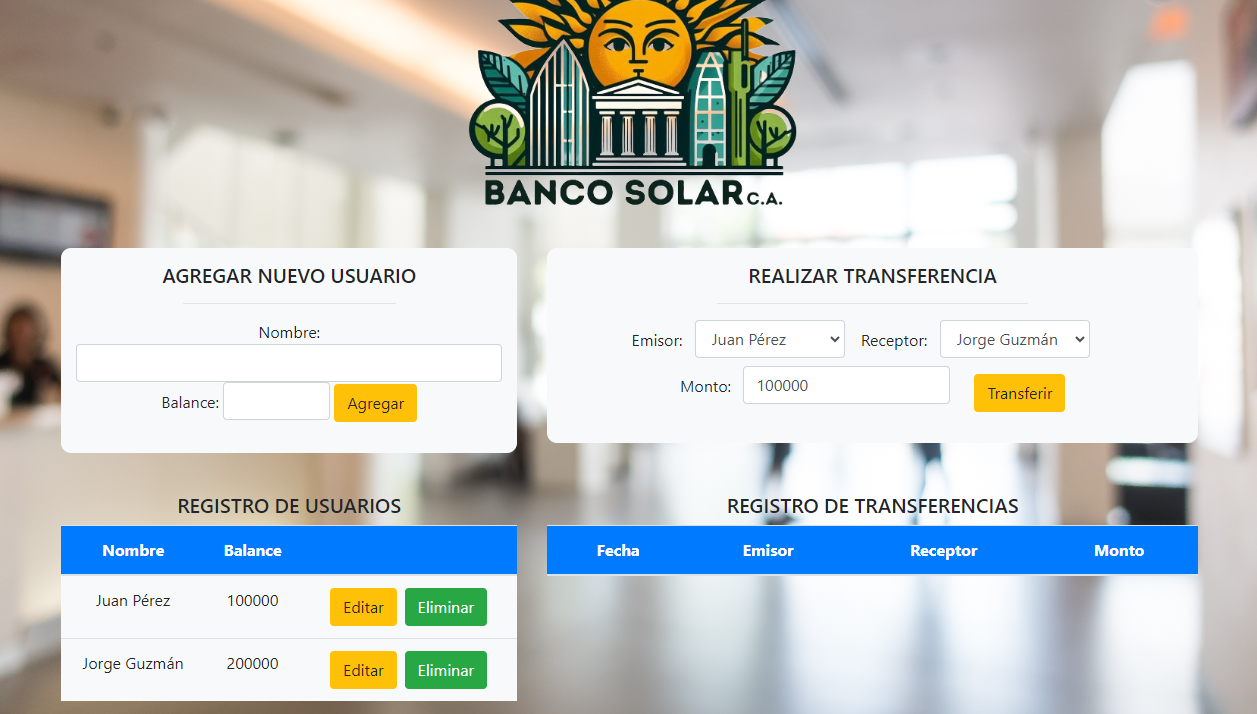 BANCO SOLAR C.A.
AGREGAR NUEVO USUARIO
Nombre:
Balance: Agregar
REALIZAR TRANSFERENCIA
Emisor: Juan Pérez Receptor: Jorge Guzmán
Monto: 100000 Transferir
REGISTRO DE USUARIOS
Nombre Balance
Juan Pérez 100000 Editar Eliminar
Jorge Guzmán 200000 Editar Eliminar
REGISTRO DE TRANSFERENCIAS
Fecha Emisor Receptor Monto